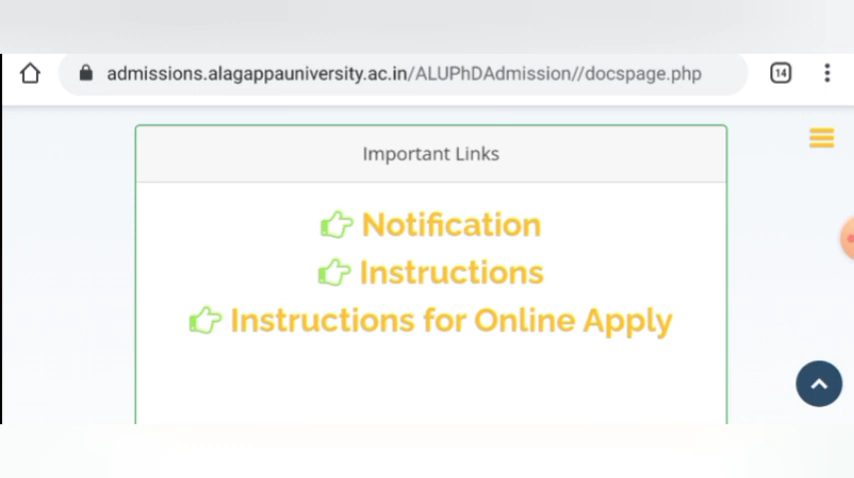 admissions.alagappauniversity.ac.in/ALUPhDAdmission//docspage.php
14
Important Links
Notification
Instructions
Instructions for Online Apply